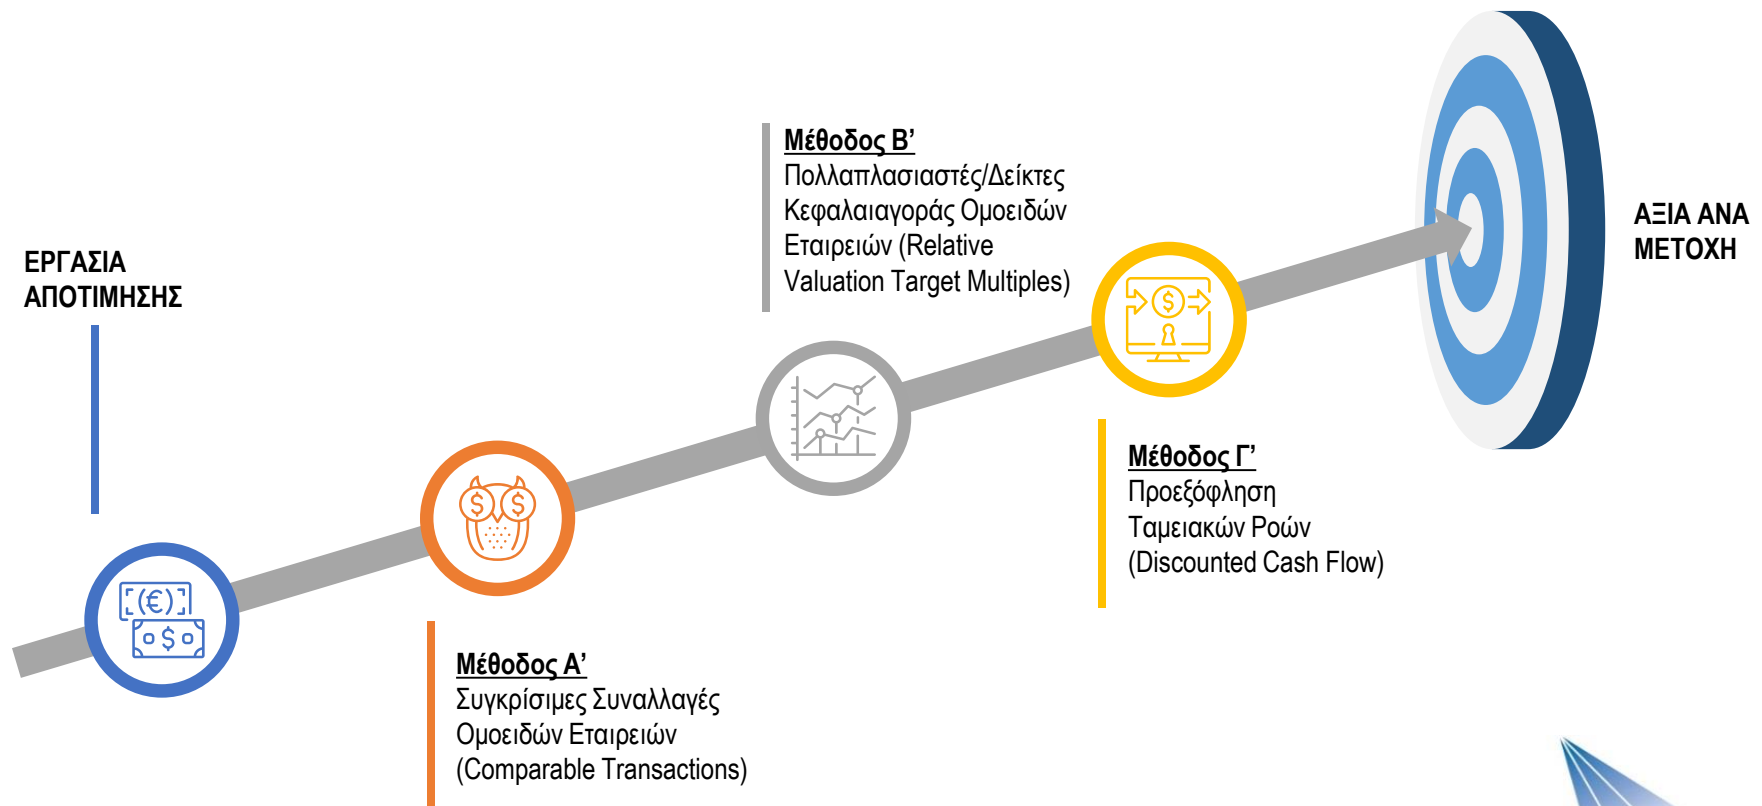 ΕΡΓΑΣΙΑ
ΑΠΟΤΙΜΗΣΗΣ
(€)
$
$ $
Μέθοδος Α’
Συγκρίσιμες Συναλλαγές
Ομοειδών Εταιρειών
(Comparable Transactions)
Μέθοδος Β’
Πολλαπλασιαστές/Δείκτες
Κεφαλαιαγοράς Ομοειδών
Εταιρειών (Relative
Valuation Target Multiples)
$
Μέθοδος Γ’
Προεξόφληση
Ταμειακών Ροών
(Discounted Cash Flow)
ΑΞΙΑ ΑΝΑ
ΜΕΤΟΧΗ